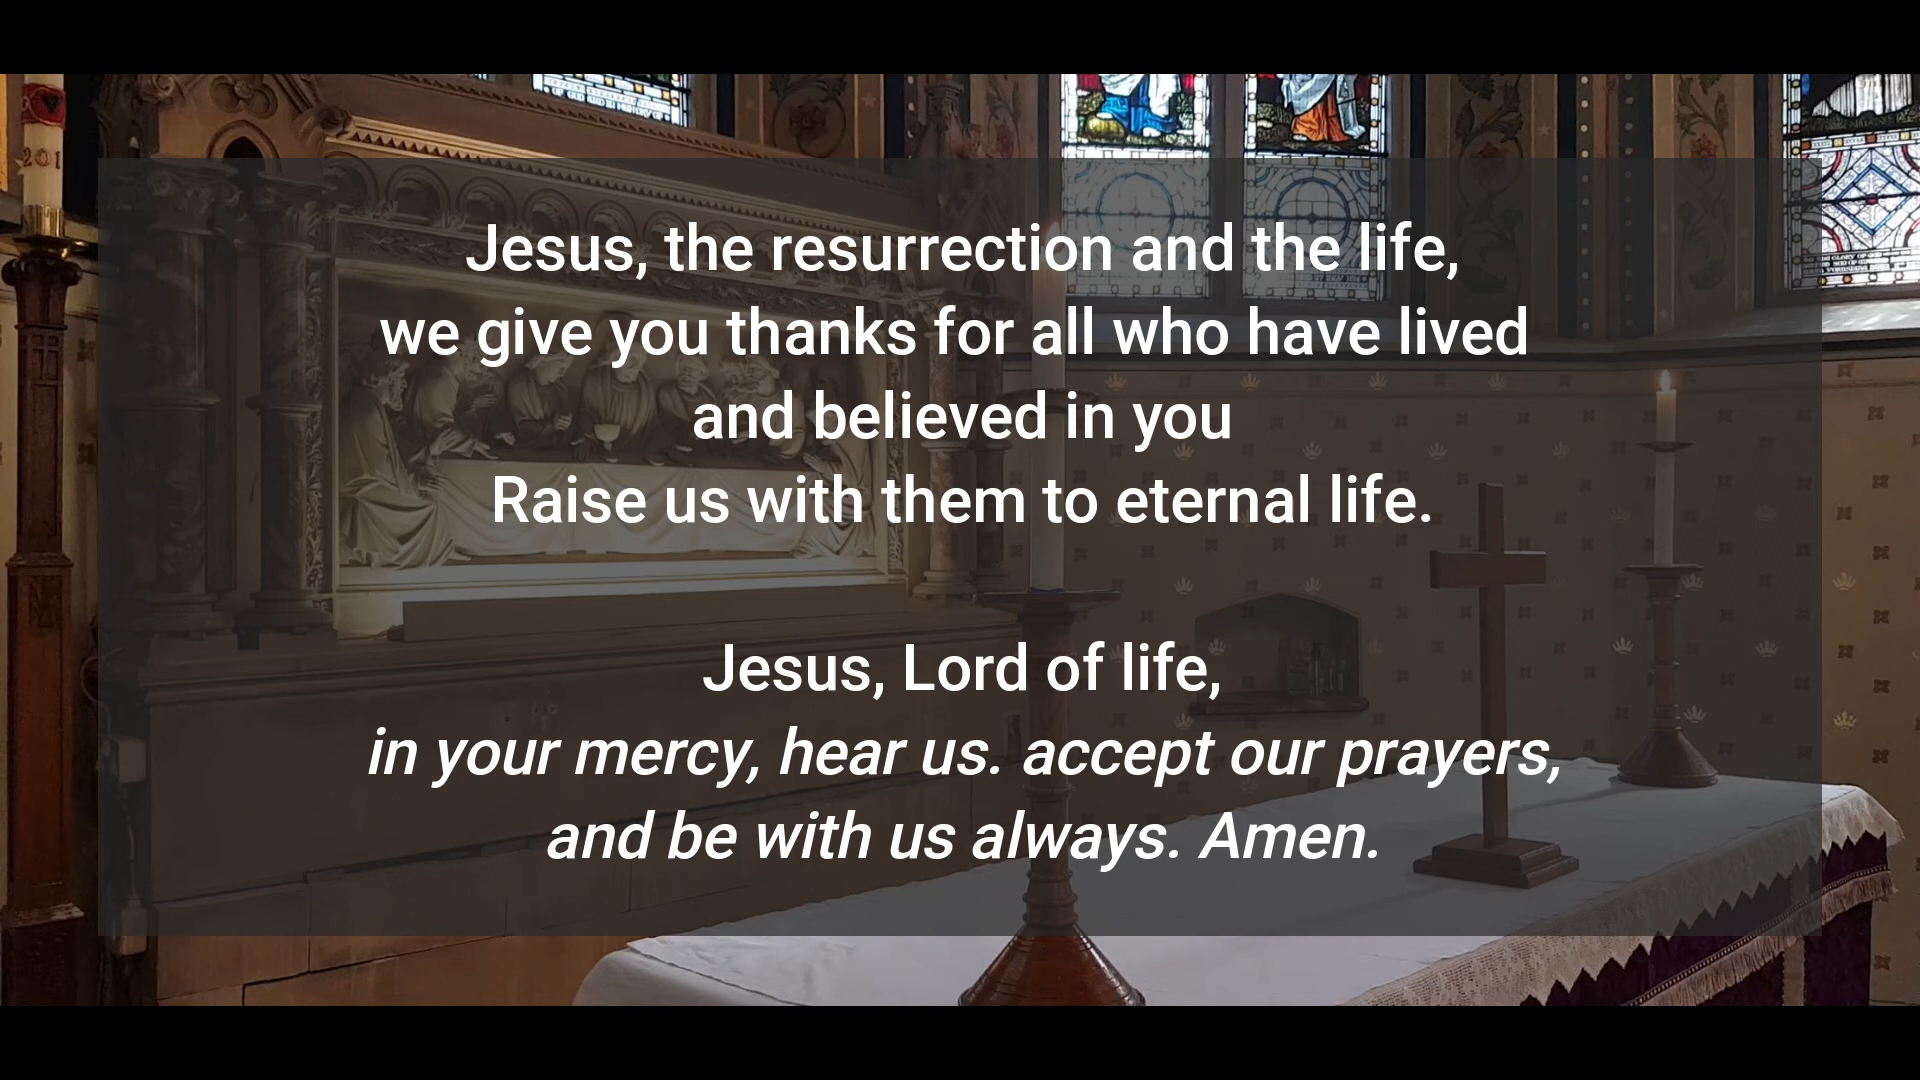 201
Jesus, the resurrection and the life,
we give you thanks for all who have lived
and believed in you
Raise us with them to eternal life.
Jesus, Lord of life,
in your mercy, hear us. accept our prayers,
and be with us always. Amen.